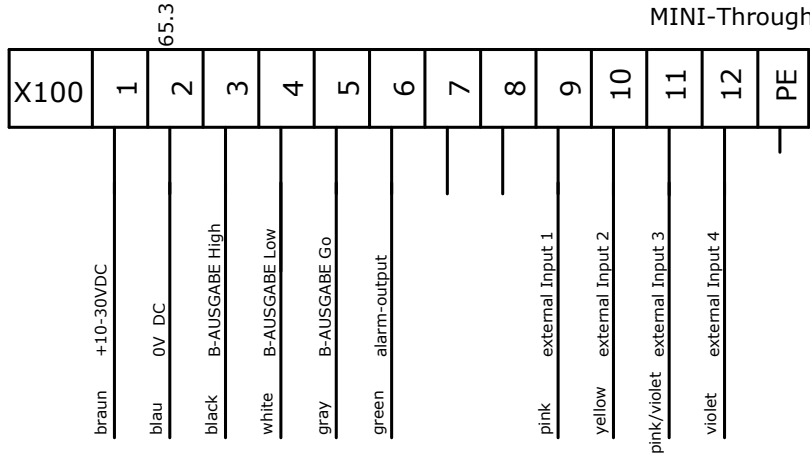 MINI-Through
65.3
X100 1 2 3 4 5 6 7 8 9 10 11 12 PE
braun +10-30VDC
blau 0V DC
black B-AUSGABE High
white B-AUSGABE Low
gray B-AUSGABE Go
green alarm-output
pink external Input 1
yellow external Input 2
pink/violet external Input 3
violet external Input 4